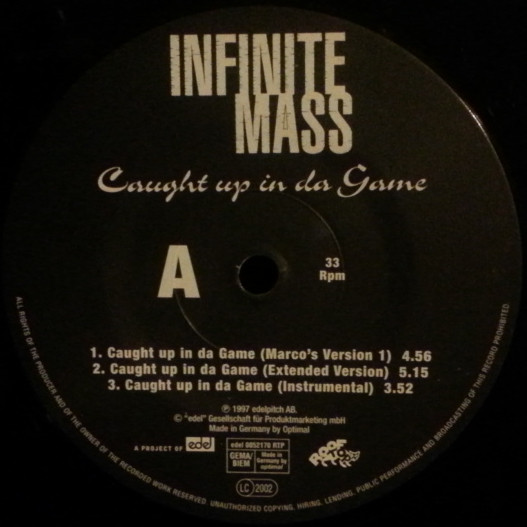 INFINITE
MASS
Caught up in da Game
A
33
Rpm
1. Caught up in da Game (Marco's Version 1) 4.56
2. Caught up in da Game (Extended Version) 5.15
3. Caught up in da Game (Instrumental) 3.52
℗ 1997 edelpitch AB.
© "edel" Gesellschaft für Produktmarketing mbH
Made in Germany by Optimal
A PROJECT OF edel
edel 0052170 RTP
GEMA/
BIEM
Made in
Germany by
optimal
LC 2002
ALL RIGHTS OF THE PRODUCER AND OF THE OWNER OF THE RECORDED WORK RESERVED. UNAUTHORIZED COPYING, HIRING, LENDING, PUBLIC PERFORMANCE AND BROADCASTING OF THIS RECORD PROHIBITED